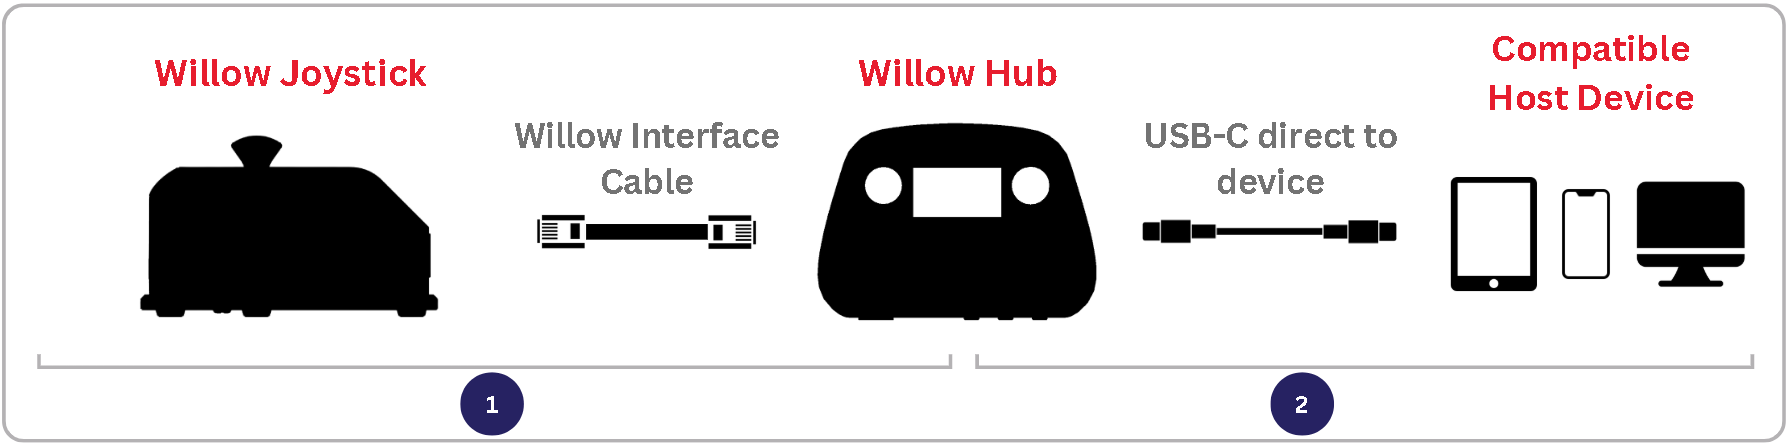 Willow Joystick
Willow Interface
Cable
Willow Hub
USB-C direct to
device
Compatible
Host Device
1
2